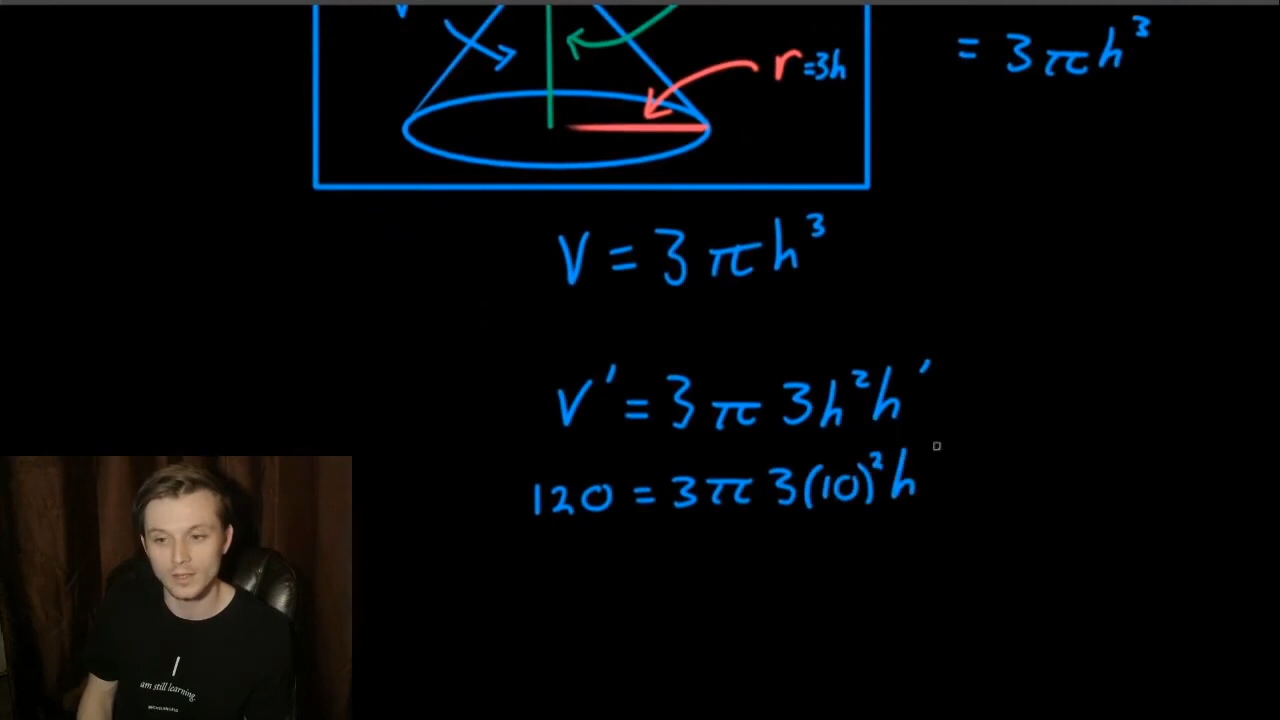 = 3πh³
r=3h
V = 3πh³
V′ = 3π 3h²h′
120 = 3π 3(10)²h
I
am still learning.